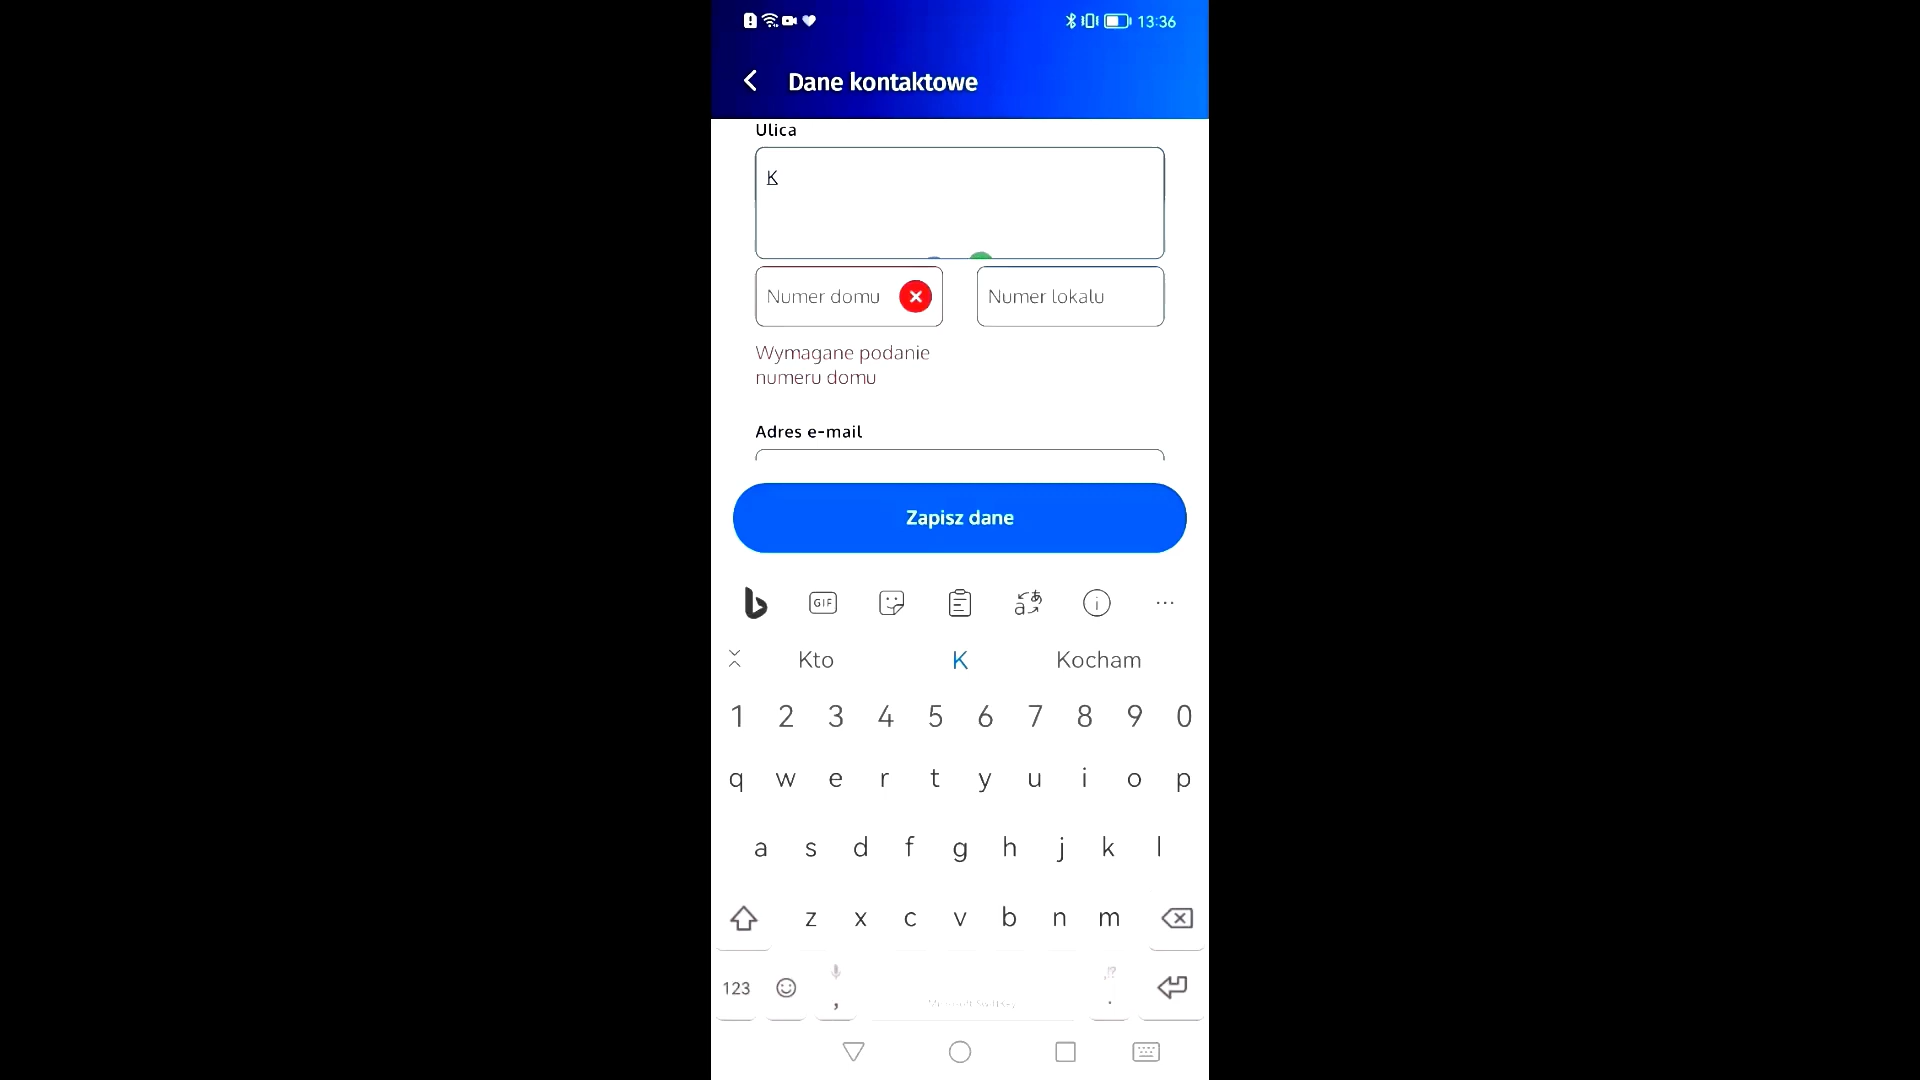 13:36
Dane kontaktowe
Ulica
K
Numer domu
Numer lokalu
Wymagane podanie
numeru domu
Adres e-mail
Zapisz dane
GIF
Kto K Kocham
1 2 3 4 5 6 7 8 9 0
q w e r t y u i o p
a s d f g h j k l
z x c v b n m
123 , .